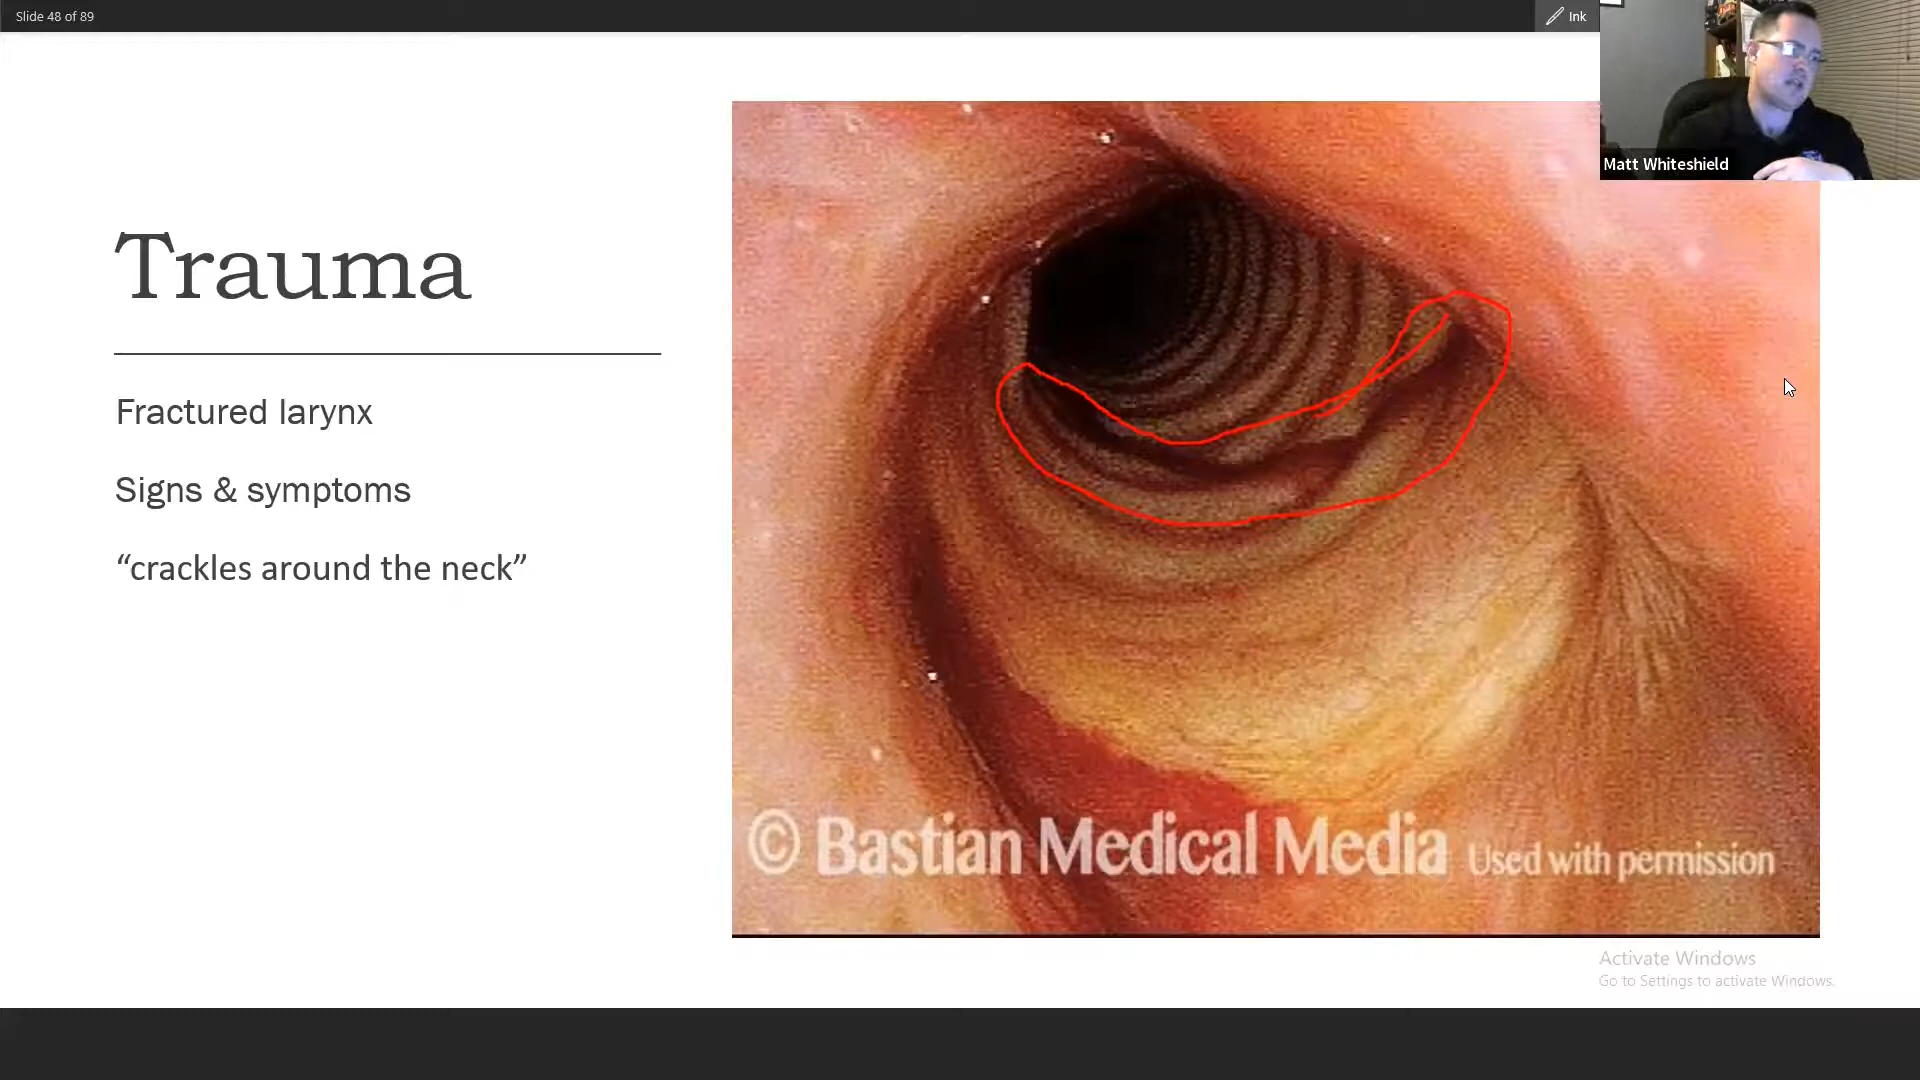 Slide 48 of 89
Ink
Matt Whiteshield
Trauma
Fractured larynx
Signs & symptoms
“crackles around the neck”
© Bastian Medical Media Used with permission
Activate Windows
Go to Settings to activate Windows.